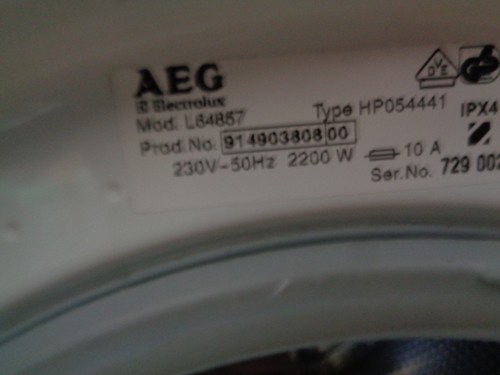 AEG
Electrolux
Mod. L64857 Type HP054441 IPX4
Prod.No. 914903808 00
230V~50Hz 2200 W 10 A
Ser.No. 729 002
DVE